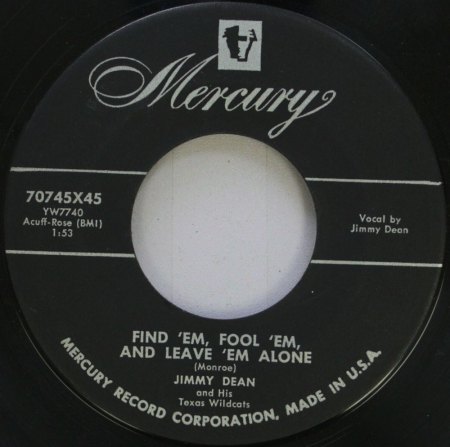 Mercury
70745X45
YW7740
Acuff-Rose (BMI)
1:53
Vocal by
Jimmy Dean
FIND 'EM, FOOL 'EM,
AND LEAVE 'EM ALONE
(Monroe)
JIMMY DEAN
and His
Texas Wildcats
MERCURY RECORD CORPORATION. MADE IN U.S.A.